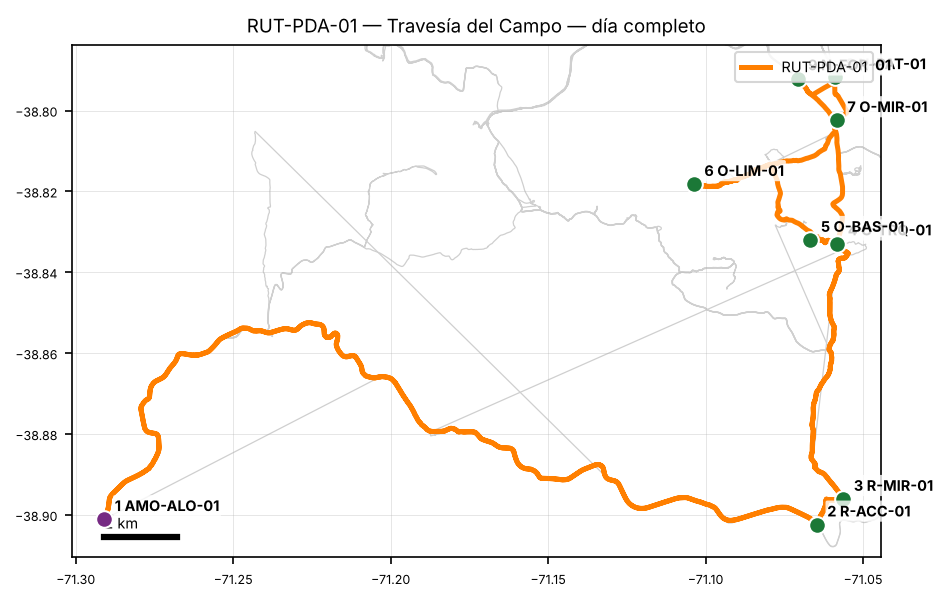 RUT-PDA-01 — Travesía del Campo — día completo
RUT-PDA-01
7 O-MIR-01
6 O-LIM-01
5 O-BAS-01
3 R-MIR-01
2 R-ACC-01
1 AMO-ALO-01
km
−38.80
−38.82
−38.84
−38.86
−38.88
−38.90
−71.30
−71.25
−71.20
−71.15
−71.10
−71.05